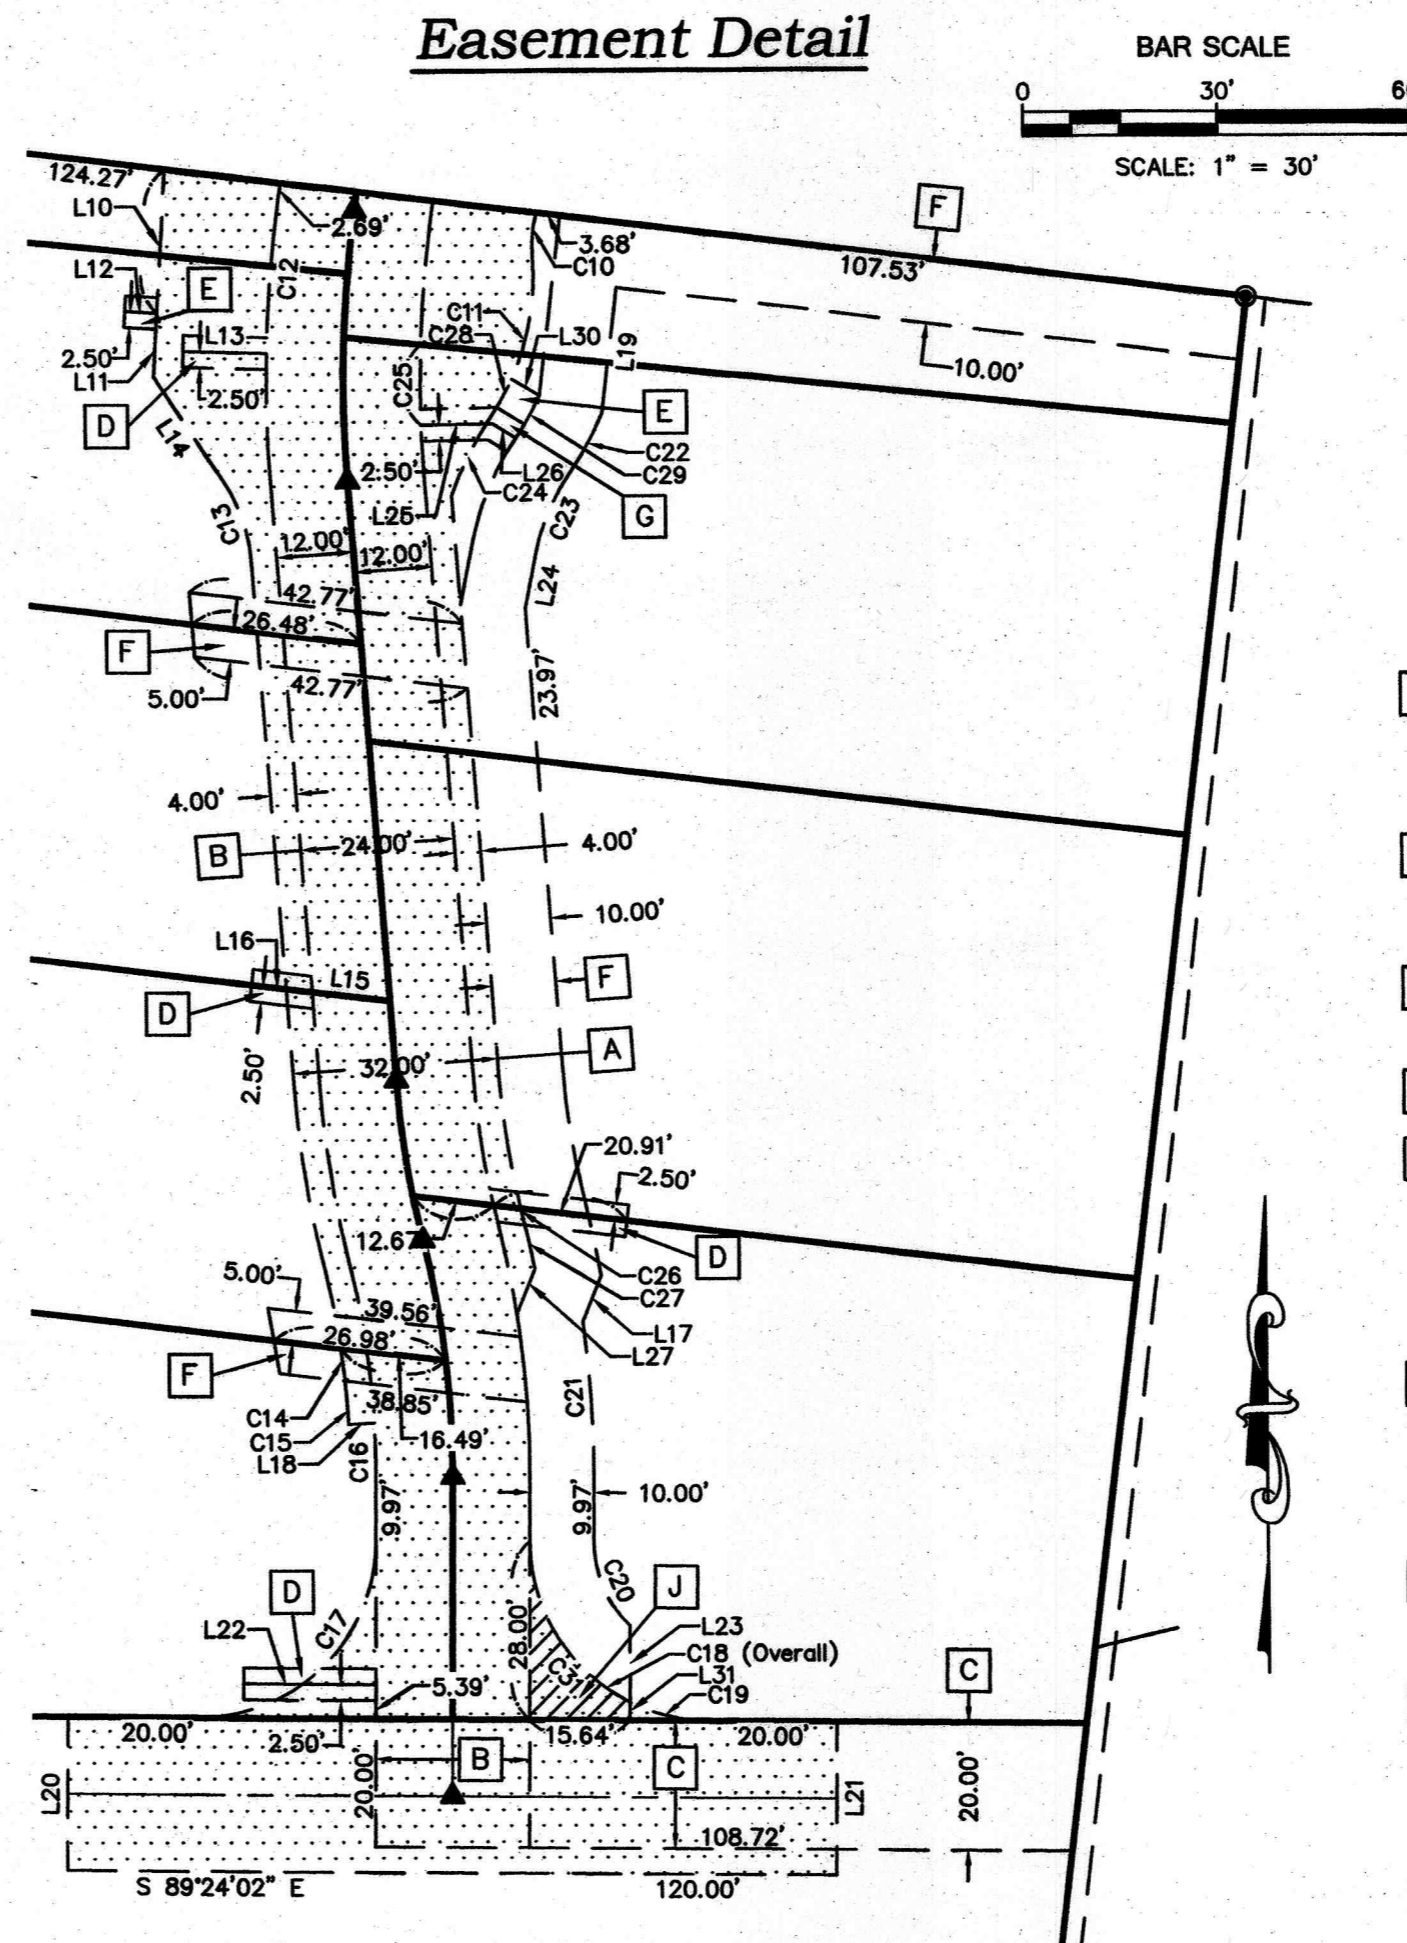 Easement Detail
BAR SCALE
0 30'
SCALE: 1" = 30'
124.27'
L10
2.69'
F
3.68'
C10
107.53'
L12
E
C12
C11
C28
L30
L19
10.00'
2.50'
L11
L13
D
2.50'
L14
C25
E
C22
C29
2.50'
L26
C24
G
L25
C23
C13
12.00'
12.00'
L24
42.77'
26.48'
F
5.00'
42.77'
23.97'
4.00'
B
24.00'
4.00'
10.00'
L16
L15
F
D
A
2.50'
32.00'
20.91'
2.50'
12.67'
D
C26
C27
L17
L27
5.00'
39.56'
26.98'
F
38.85'
C14
C15
L18
C16
16.49'
C21
9.97'
9.97'
10.00'
D
J
C20
L22
C17
28.00'
L23
C18 (Overall)
C31
L31
C19
C
5.39'
20.00'
2.50'
15.64'
20.00'
20.00'
B
C
L20
L21
20.00'
108.72'
S 89°24'02" E
120.00'